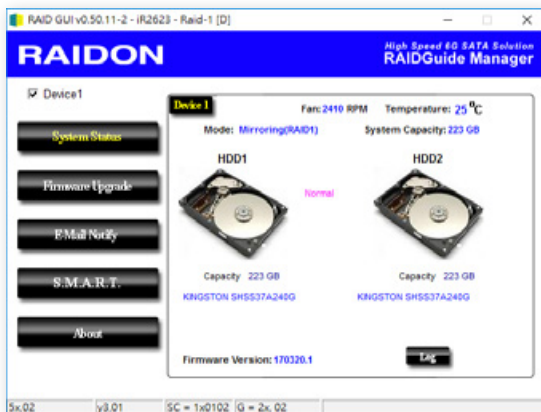 RAID GUI v0.50.11-2 - iR2623 - Raid-1 [D]
RAIDON
High Speed 6G SATA Solution
RAIDGuide Manager
Device1
Device 1
Fan: 2410 RPM Temperature: 25 °C
Mode: Mirroring(RAID1) System Capacity: 223 GB
System Status
Firmware Upgrade
E-Mail Notify
S.M.A.R.T.
About
HDD1 HDD2
Normal
Capacity 223 GB Capacity 223 GB
KINGSTON SHSS37A240G KINGSTON SHSS37A240G
Firmware Version: 170320.1
Log
5x.02 v3.01 SC = 1x0102 G = 2x. 02